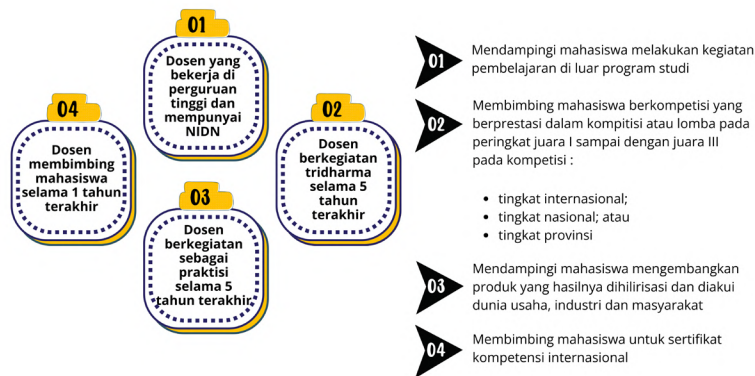 01
Dosen yang
bekerja di
perguruan
tinggi dan
mempunyai
NIDN
04
Dosen
membimbing
mahasiswa
selama 1 tahun
terakhir
02
Dosen
berkegiatan
tridharma
selama 5
tahun
terakhir
03
Dosen
berkegiatan
sebagai
praktisi
selama 5
tahun terakhir
01
Mendampingi mahasiswa melakukan kegiatan
pembelajaran di luar program studi
02
Membimbing mahasiswa berkompetisi yang
berprestasi dalam kompitisi atau lomba pada
peringkat juara I sampai dengan juara III
pada kompetisi :
• tingkat internasional;
• tingkat nasional; atau
• tingkat provinsi
03
Mendampingi mahasiswa mengembangkan
produk yang hasilnya dihilirisasi dan diakui
dunia usaha, industri dan masyarakat
04
Membimbing mahasiswa untuk sertifikat
kompetensi internasional